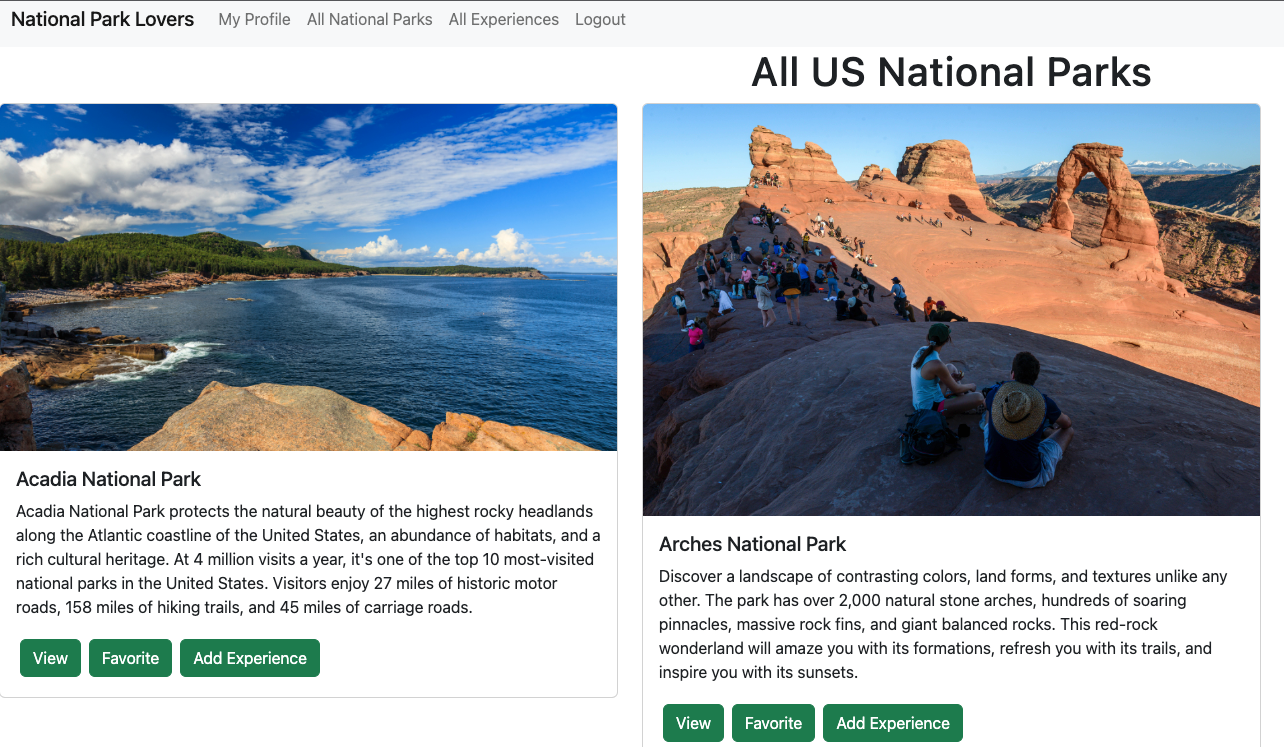 National Park Lovers My Profile All National Parks All Experiences Logout
All US National Parks
Acadia National Park
Acadia National Park protects the natural beauty of the highest rocky headlands
along the Atlantic coastline of the United States, an abundance of habitats, and a
rich cultural heritage. At 4 million visits a year, it's one of the top 10 most-visited
national parks in the United States. Visitors enjoy 27 miles of historic motor
roads, 158 miles of hiking trails, and 45 miles of carriage roads.
View Favorite Add Experience
Arches National Park
Discover a landscape of contrasting colors, land forms, and textures unlike any
other. The park has over 2,000 natural stone arches, hundreds of soaring
pinnacles, massive rock fins, and giant balanced rocks. This red-rock
wonderland will amaze you with its formations, refresh you with its trails, and
inspire you with its sunsets.
View Favorite Add Experience